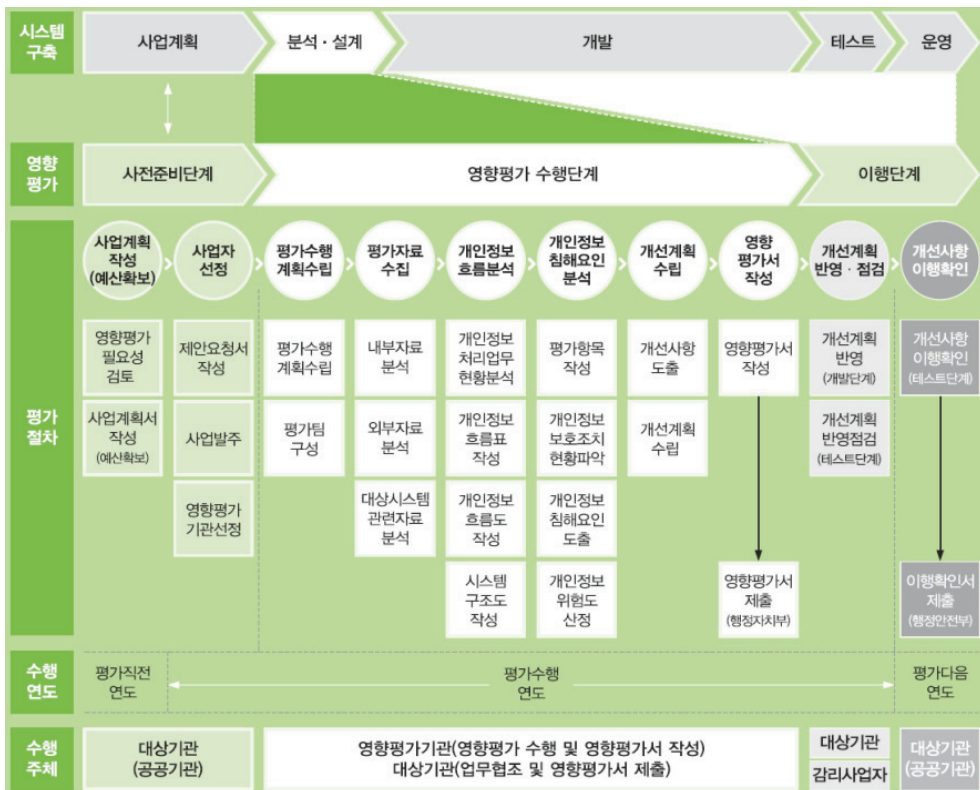 시스템
구축
사업계획
분석 · 설계
개발
테스트
운영
영향
평가
사전준비단계
영향평가 수행단계
이행단계
평가
절차
사업계획
작성
(예산확보)
사업자
선정
평가수행
계획수립
평가자료
수집
개인정보
흐름분석
개인정보
침해요인
분석
개선계획
수립
영향
평가서
작성
개선계획
반영 · 점검
개선사항
이행확인
영향평가
필요성
검토
제안요청서
작성
평가수행
계획수립
내부자료
분석
개인정보
처리업무
현황분석
평가항목
작성
개선사항
도출
영향평가서
작성
개선계획
반영
(개발단계)
개선사항
이행확인
(테스트단계)
사업계획서
작성
(예산확보)
사업발주
평가팀
구성
외부자료
분석
개인정보
흐름표
작성
개인정보
보호조치
현황파악
개선계획
수립
개선계획
반영점검
(테스트단계)
영향평가
기관선정
대상시스템
관련자료
분석
개인정보
흐름도
작성
개인정보
침해요인
도출
시스템
구조도
작성
개인정보
위험도
산정
영향평가서
제출
(행정자치부)
이행확인서
제출
(행정안전부)
수행
연도
평가직전
연도
평가수행
연도
평가다음
연도
수행
주체
대상기관
(공공기관)
영향평가기관(영향평가 수행 및 영향평가서 작성)
대상기관(업무협조 및 영향평가서 제출)
대상기관
감리사업자
대상기관
(공공기관)